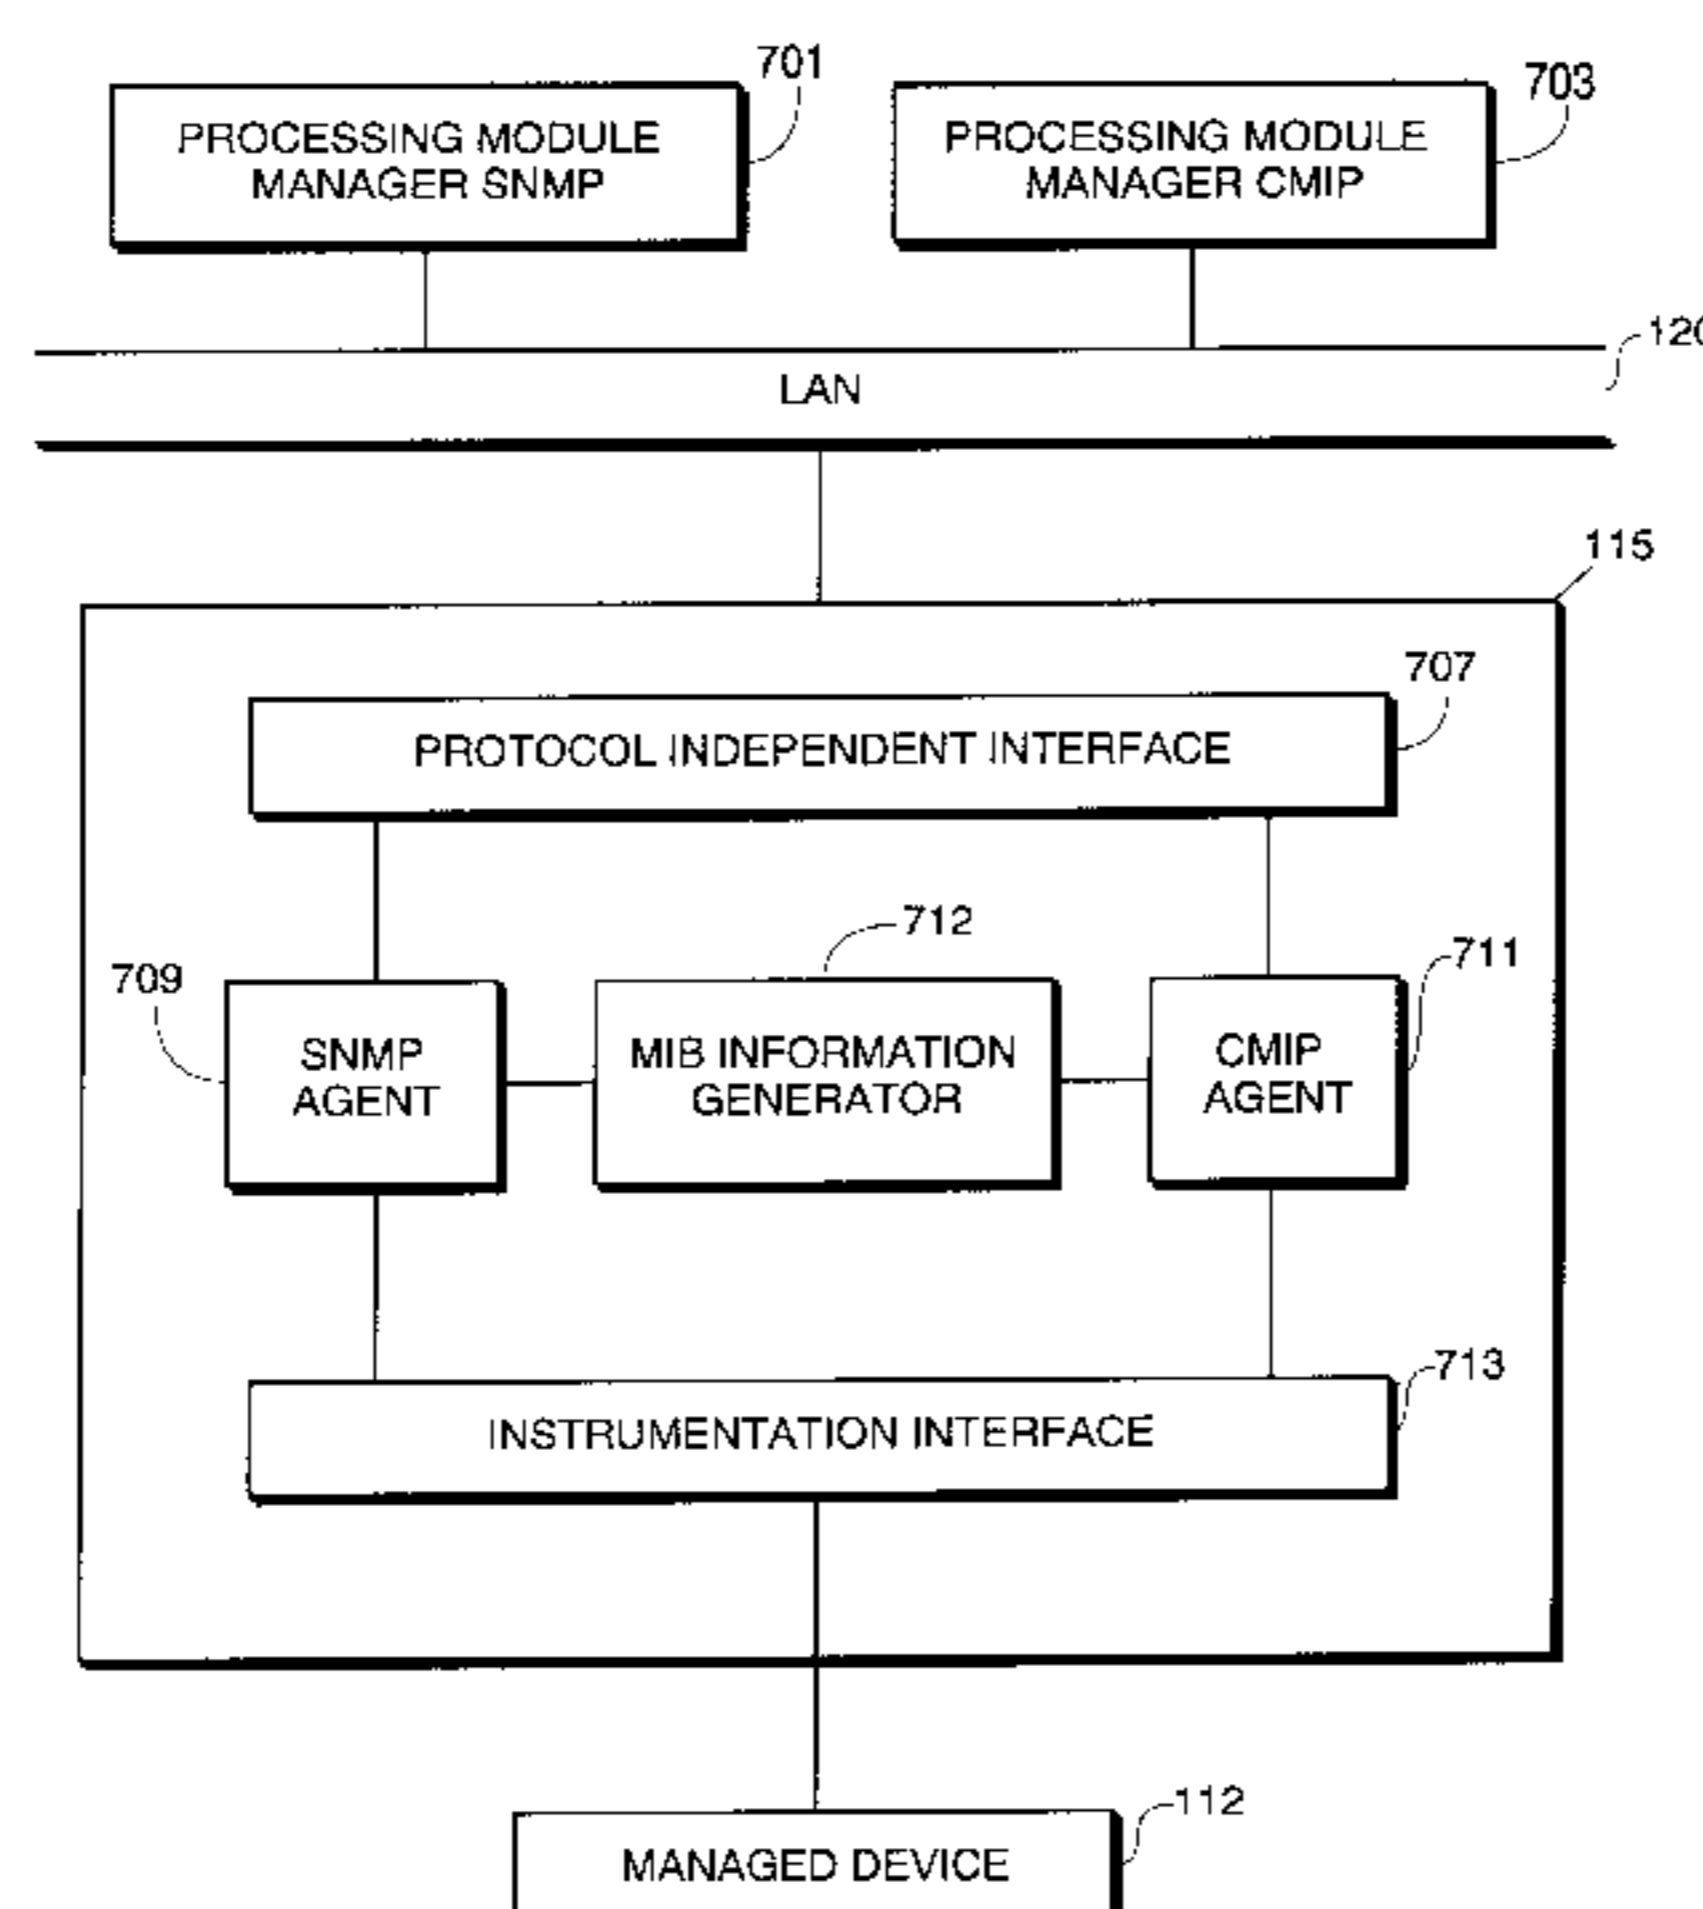 701
703
PROCESSING MODULE
MANAGER SNMP
PROCESSING MODULE
MANAGER CMIP
120
LAN
115
707
PROTOCOL INDEPENDENT INTERFACE
712
711
709
SNMP
AGENT
MIB INFORMATION
GENERATOR
CMIP
AGENT
713
INSTRUMENTATION INTERFACE
112
MANAGED DEVICE